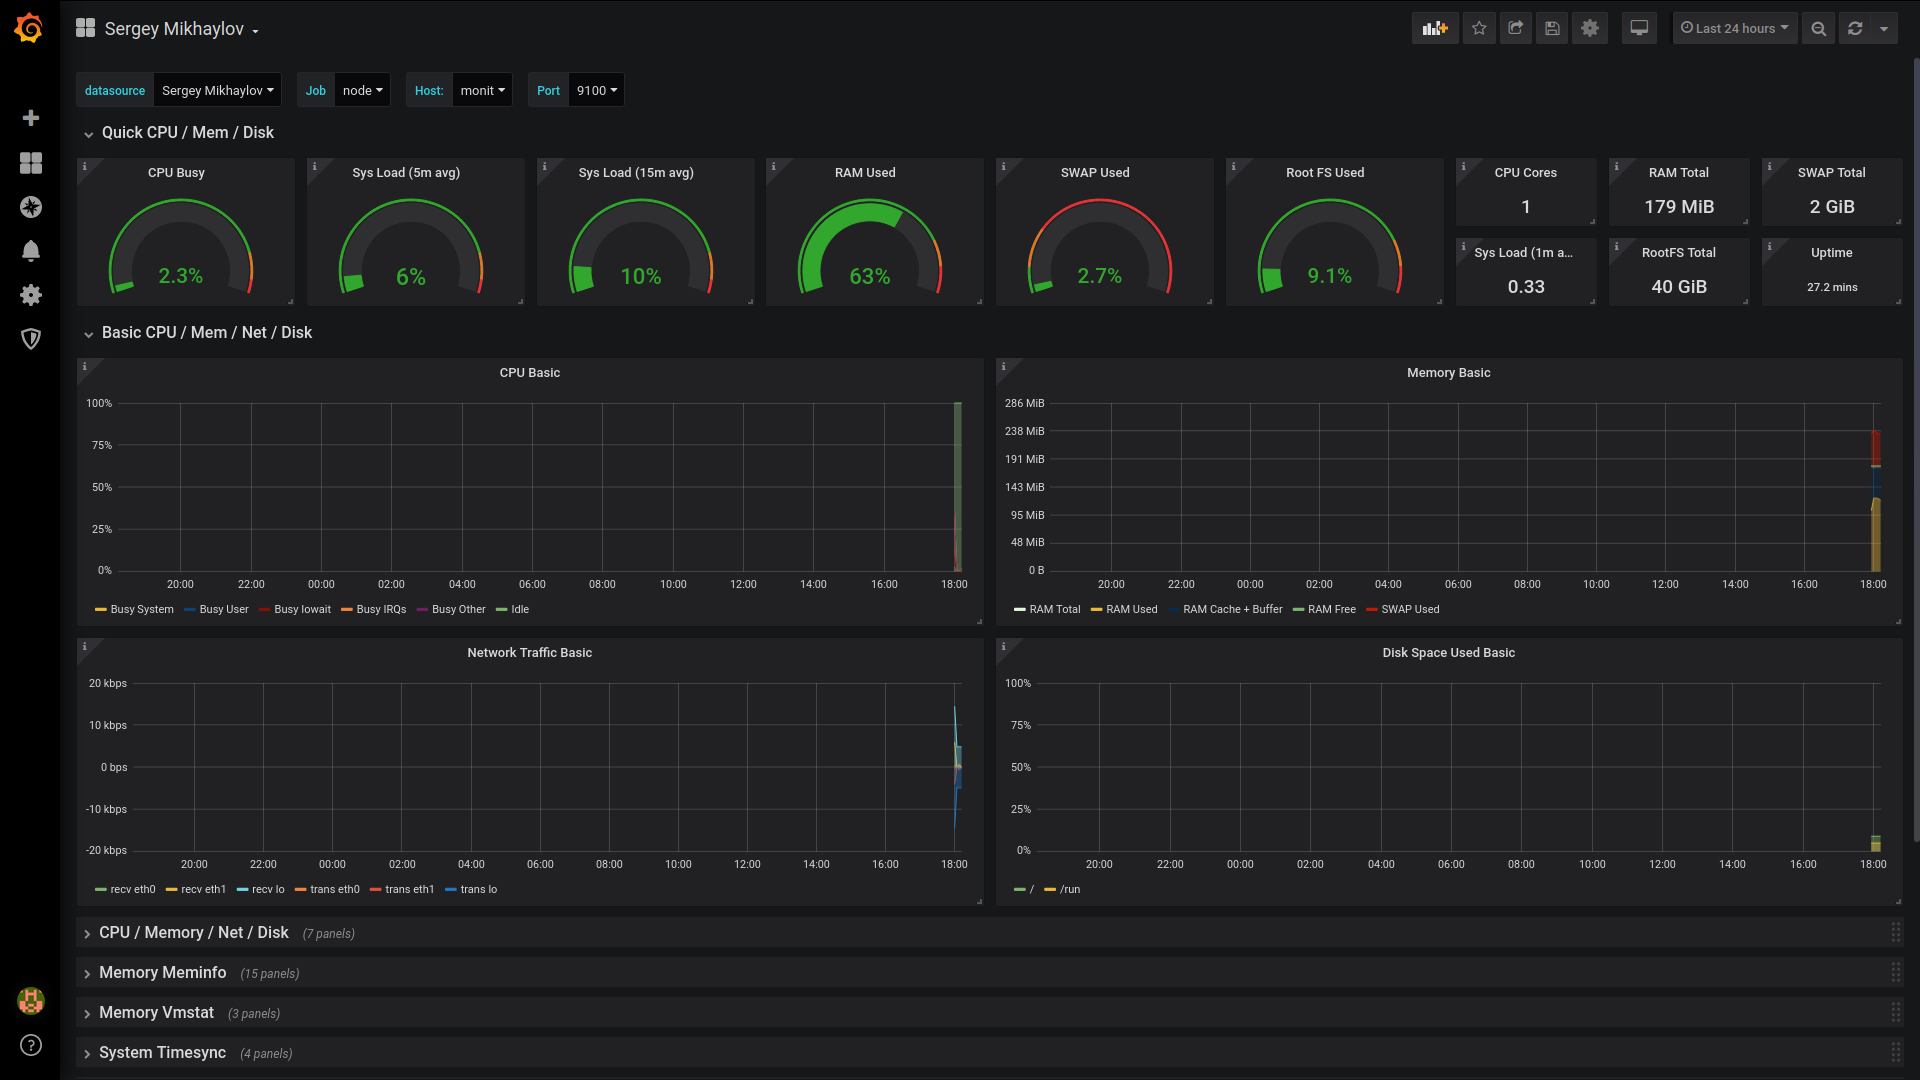 Sergey Mikhaylov
Last 24 hours
datasource Sergey Mikhaylov Job node Host: monit Port 9100
Quick CPU / Mem / Disk
CPU Busy
2.3%
Sys Load (5m avg)
6%
Sys Load (15m avg)
10%
RAM Used
63%
SWAP Used
2.7%
Root FS Used
9.1%
CPU Cores
1
RAM Total
179 MiB
SWAP Total
2 GiB
Sys Load (1m a...
0.33
RootFS Total
40 GiB
Uptime
27.2 mins
Basic CPU / Mem / Net / Disk
CPU Basic
100%
75%
50%
25%
0%
20:00 22:00 00:00 02:00 04:00 06:00 08:00 10:00 12:00 14:00 16:00 18:00
Busy System Busy User Busy Iowait Busy IRQs Busy Other Idle
Memory Basic
286 MiB
238 MiB
191 MiB
143 MiB
95 MiB
48 MiB
0 B
20:00 22:00 00:00 02:00 04:00 06:00 08:00 10:00 12:00 14:00 16:00 18:00
RAM Total RAM Used RAM Cache + Buffer RAM Free SWAP Used
Network Traffic Basic
20 kbps
10 kbps
0 bps
-10 kbps
-20 kbps
20:00 22:00 00:00 02:00 04:00 06:00 08:00 10:00 12:00 14:00 16:00 18:00
recv eth0 recv eth1 recv lo trans eth0 trans eth1 trans lo
Disk Space Used Basic
100%
75%
50%
25%
0%
20:00 22:00 00:00 02:00 04:00 06:00 08:00 10:00 12:00 14:00 16:00 18:00
/ /run
CPU / Memory / Net / Disk (7 panels)
Memory Meminfo (15 panels)
Memory Vmstat (3 panels)
System Timesync (4 panels)